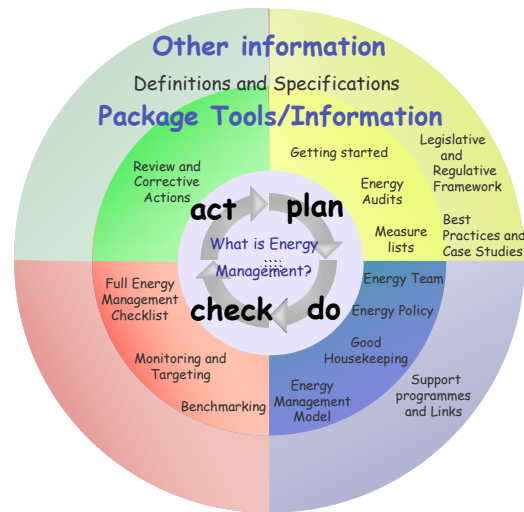 Other information
Definitions and Specifications
Package Tools/Information
Getting started
Legislative
and
Regulative
Framework
Review and
Corrective
Actions
Energy
Audits
act
plan
Measure
lists
Best
Practices and
Case Studies
What is Energy
Management?
Full Energy
Management
Checklist
Energy Team
check
do
Energy Policy
Good
Housekeeping
Monitoring and
Targeting
Benchmarking
Energy
Management
Model
Support
programmes
and Links